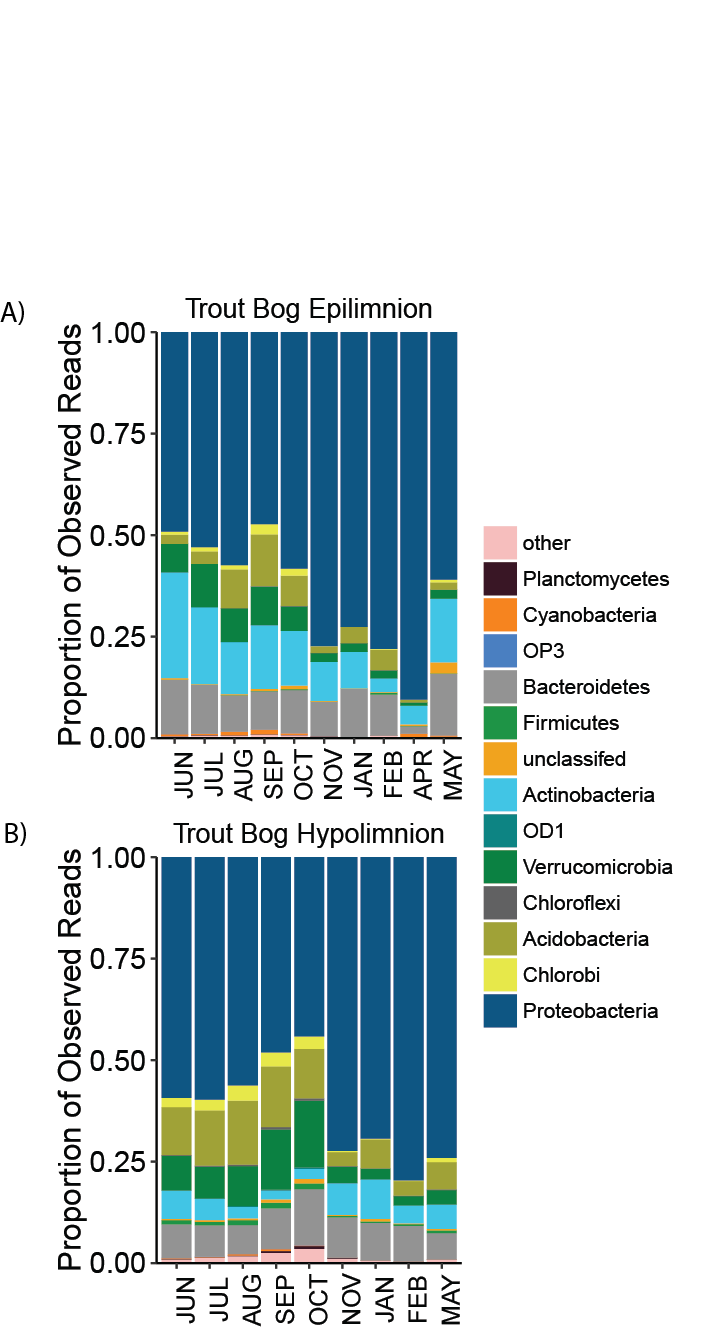 A)
Trout Bog Epilimnion
Proportion of Observed Reads
1.00
0.75
0.50
0.25
0.00
JUN
JUL
AUG
SEP
OCT
NOV
JAN
FEB
APR
MAY
other
Planctomycetes
Cyanobacteria
OP3
Bacteroidetes
Firmicutes
unclassifed
Actinobacteria
OD1
Verrucomicrobia
Chloroflexi
Acidobacteria
Chlorobi
Proteobacteria
B)
Trout Bog Hypolimnion
Proportion of Observed Reads
1.00
0.75
0.50
0.25
0.00
JUN
JUL
AUG
SEP
OCT
NOV
JAN
FEB
MAY